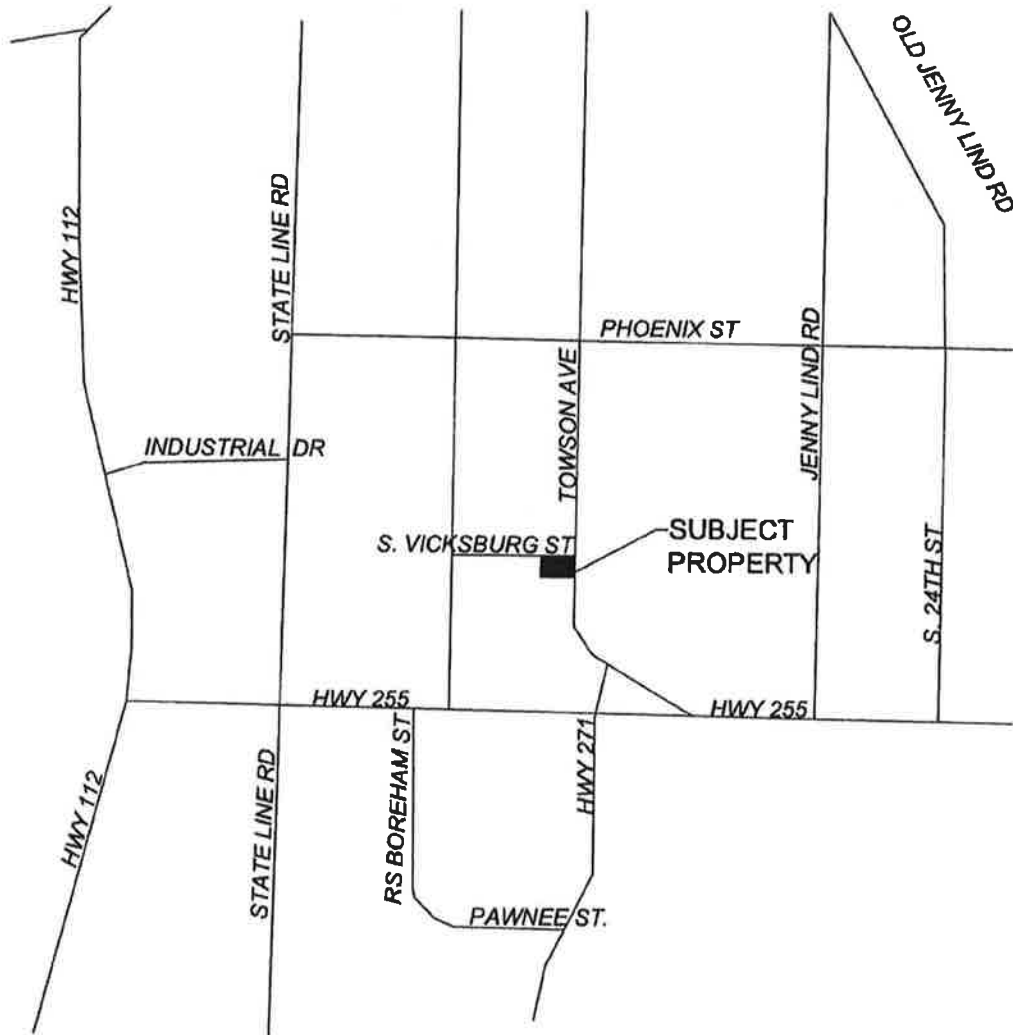 OLD JENNY LIND RD
HWY 112
STATE LINE RD
PHOENIX ST
TOWSON AVE
JENNY LIND RD
INDUSTRIAL DR
S. VICKSBURG ST
SUBJECT
PROPERTY
S. 24TH ST
HWY 255
HWY 255
RS BOREHAM ST
HWY 271
HWY 112
STATE LINE RD
PAWNEE ST.